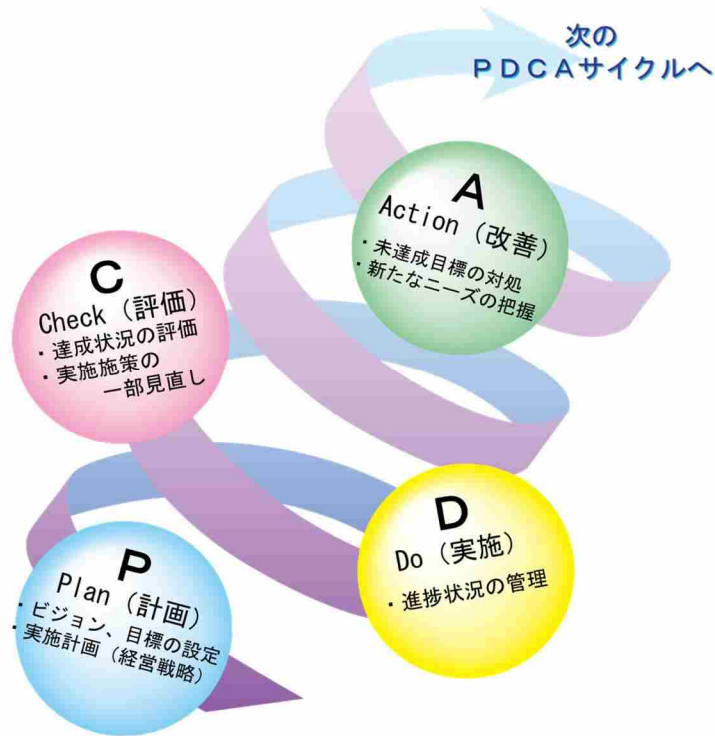 次の
ＰＤＣＡサイクルへ
Ａ
Action（改善）
・未達成目標の対処
・新たなニーズの把握
Ｃ
Check（評価）
・達成状況の評価
・実施施策の
一部見直し
Ｄ
Do（実施）
・進捗状況の管理
Ｐ
Plan（計画）
・ビジョン、目標の設定
・実施計画（経営戦略）